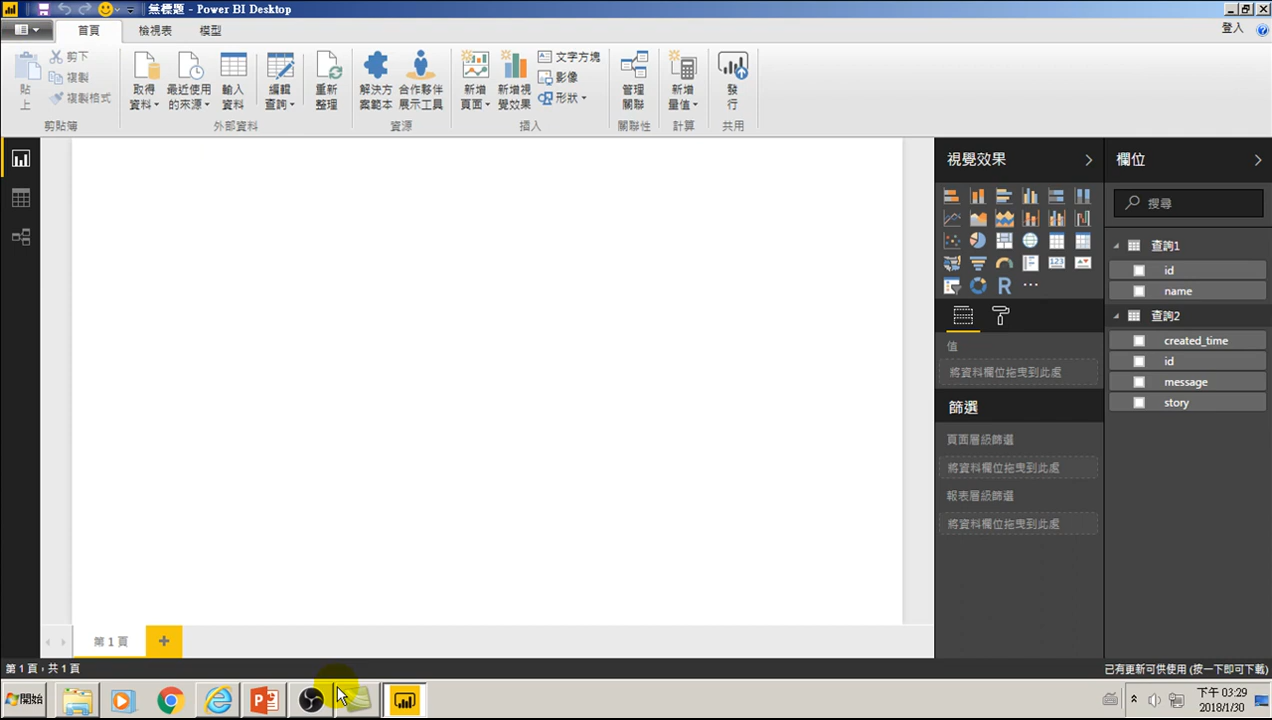 無標題 - Power BI Desktop
首頁
檢視表
模型
登入
貼上
剪下
複製
複製格式
剪貼簿
取得資料
最近使用的來源
輸入資料
編輯查詢
重新整理
外部資料
解決方案範本
合作夥伴展示工具
資源
新增頁面
新增視覺效果
文字方塊
影像
形狀
插入
管理關聯
關聯性
新增量值
計算
發行
共用
視覺效果
值
將資料欄位拖曳到此處
篩選
頁面層級篩選
將資料欄位拖曳到此處
報表層級篩選
將資料欄位拖曳到此處
欄位
搜尋
查詢1
id
name
查詢2
created_time
id
message
story
第 1 頁
第 1 頁，共 1 頁
已有更新可供使用 (按一下即可下載)
開始
下午 03:29
2018/1/30